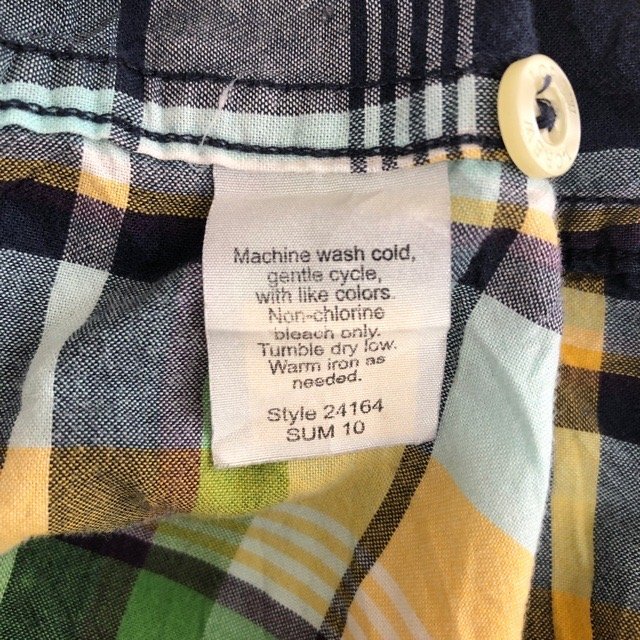 Machine wash cold,
gentle cycle,
with like colors.
Non-chlorine
bleach only.
Tumble dry low.
Warm iron as
needed.
Style 24164
SUM 10